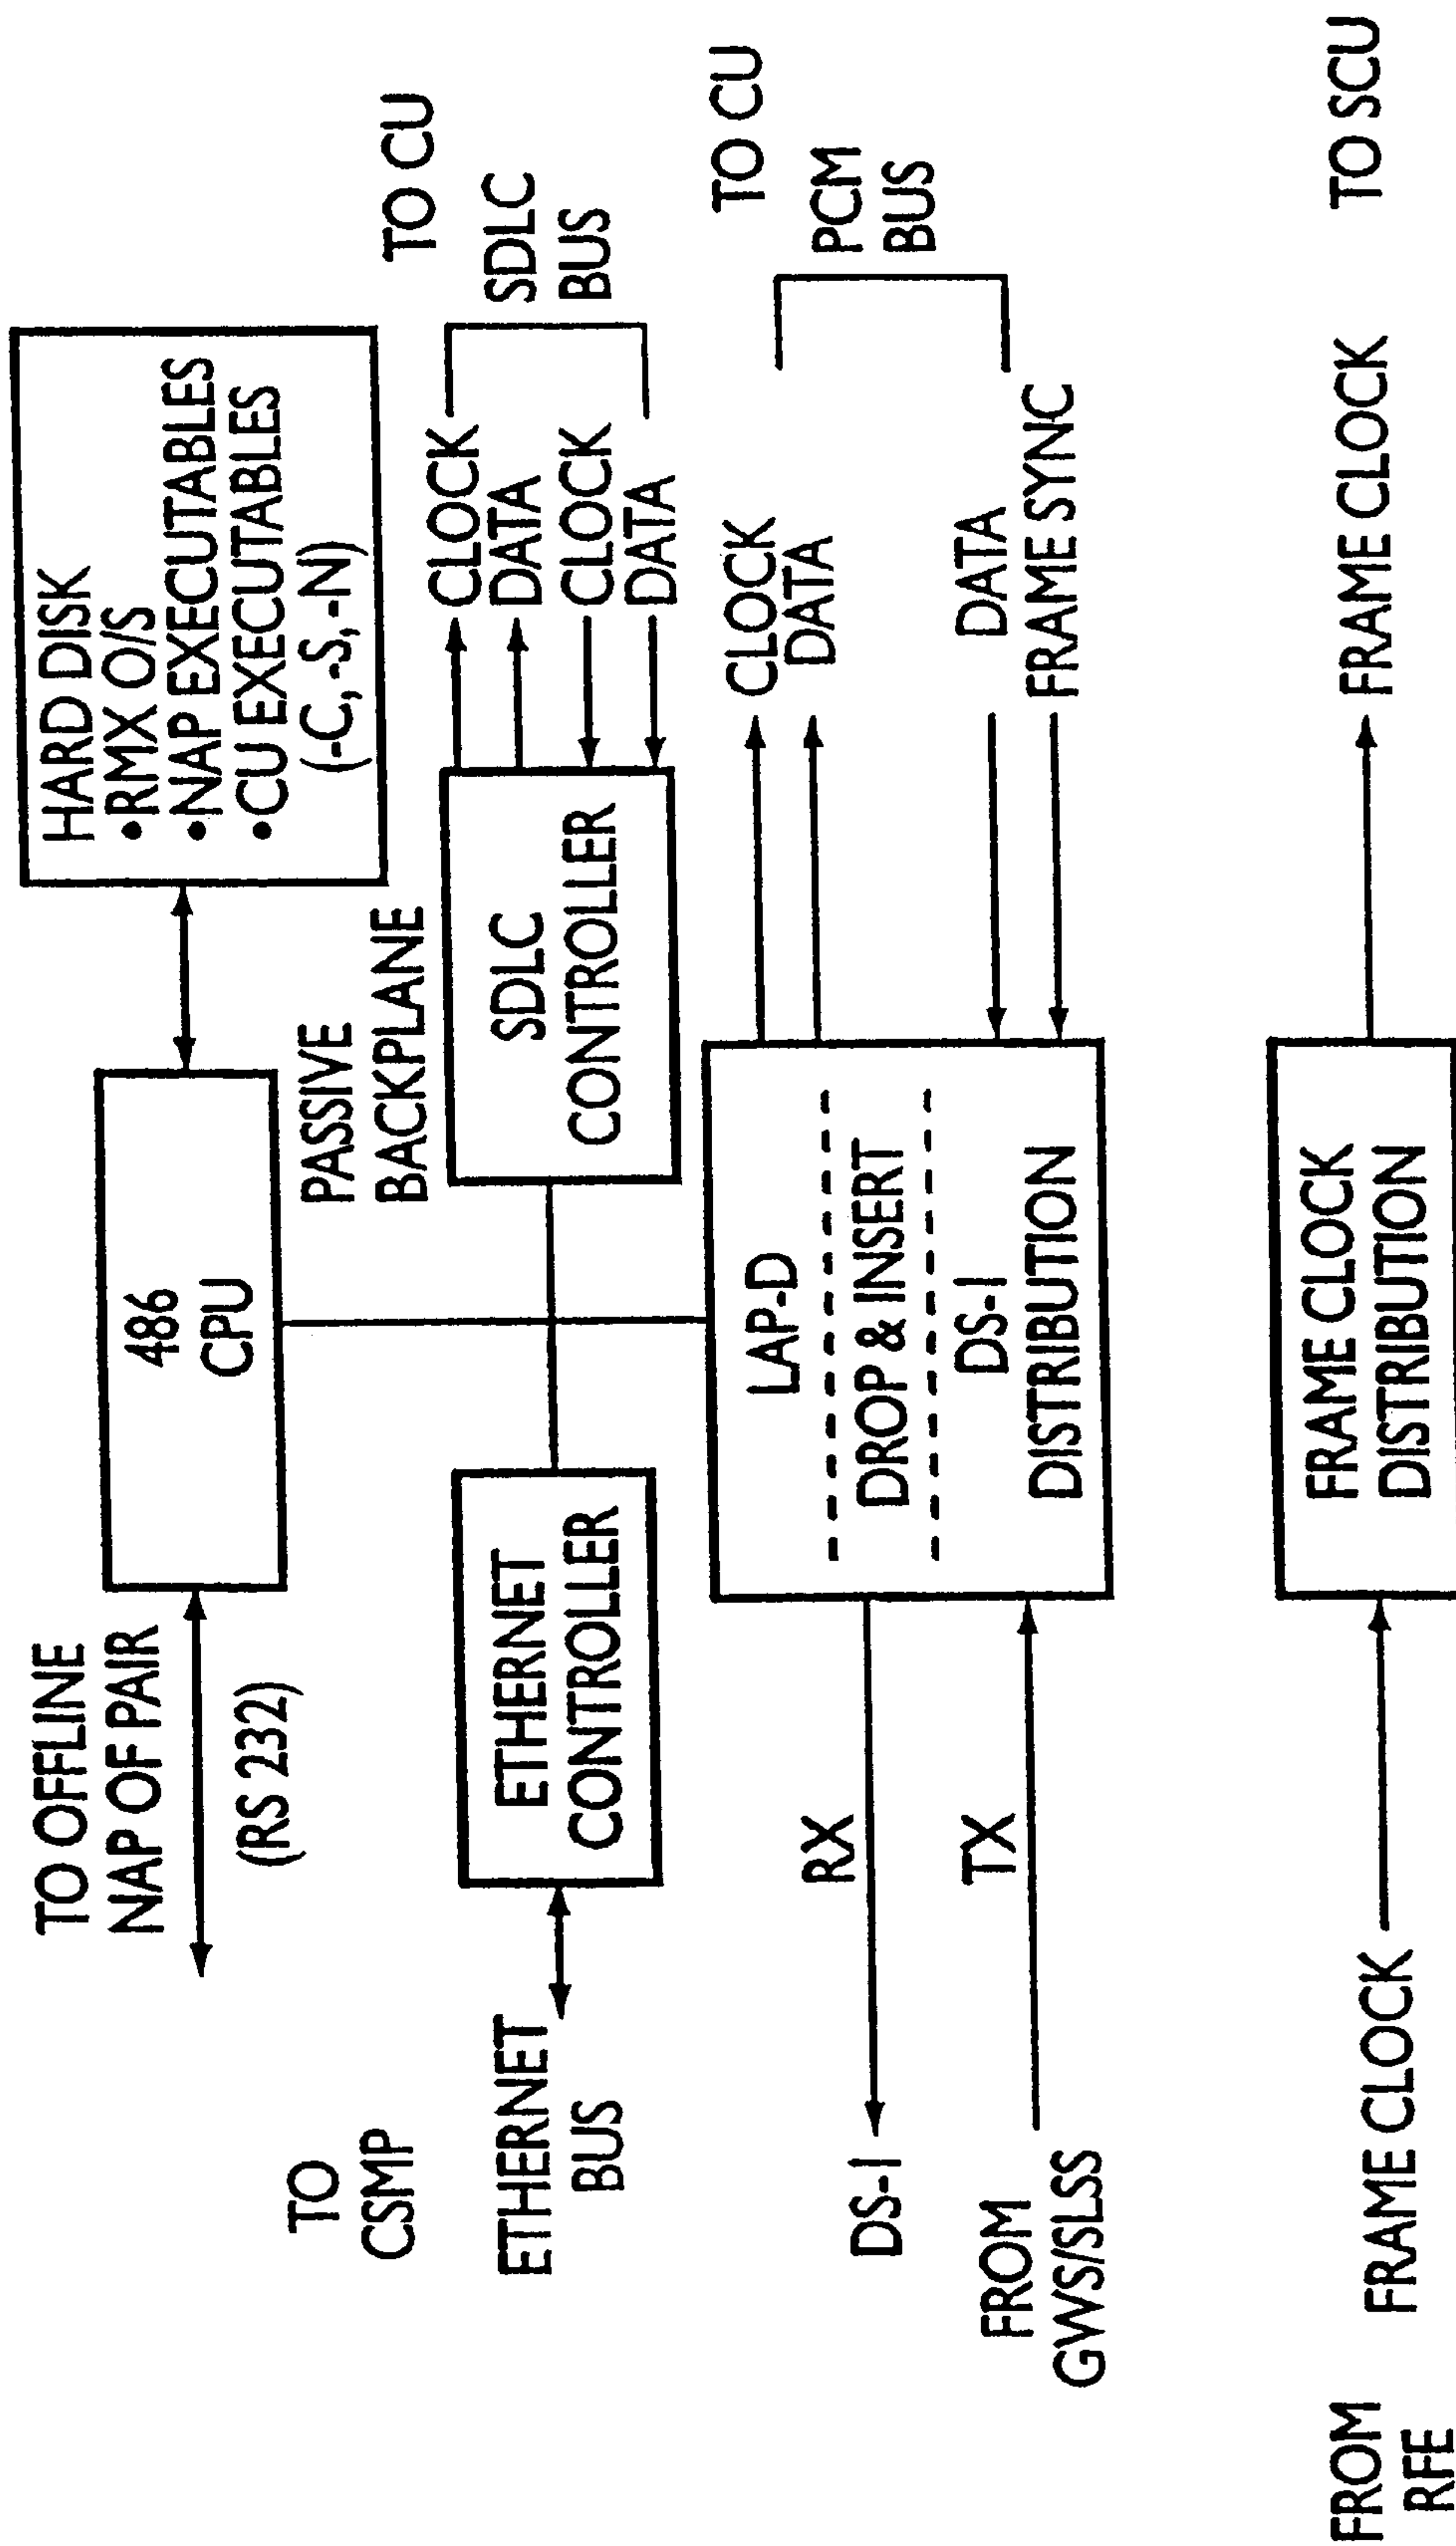 TO OFFLINE
NAP OF PAIR
(RS 232)
486
CPU
HARD DISK
•RMX O/S
•NAP EXECUTABLES
•CU EXECUTABLES
(-C,-S,-N)
PASSIVE
BACKPLANE
TO
CSMP
ETHERNET
BUS
ETHERNET
CONTROLLER
SDLC
CONTROLLER
CLOCK
DATA
CLOCK
DATA
TO CU
SDLC
BUS
DS-1
RX
FROM
GWS/SLSS
TX
LAP-D
DROP & INSERT
DS-1
DISTRIBUTION
CLOCK
DATA
DATA
FRAME SYNC
TO CU
PCM
BUS
FROM
RFE
FRAME CLOCK
FRAME CLOCK
DISTRIBUTION
FRAME CLOCK
TO SCU